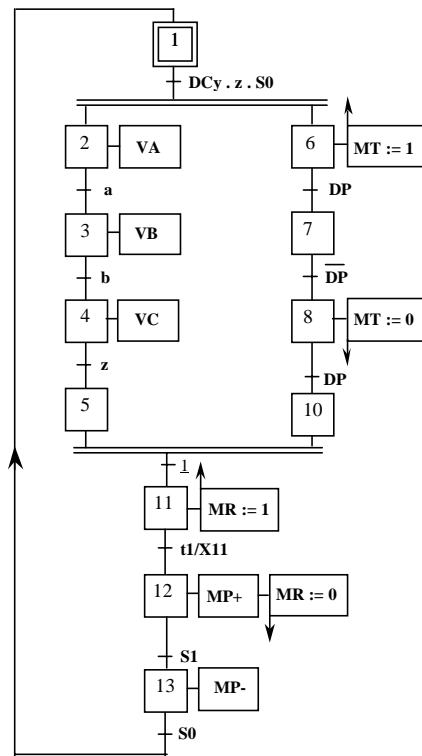 1
DCy . z . S0
2 VA
6 MT := 1
a
DP
3 VB
7
b
D̅P̅
4 VC
8 MT := 0
z
DP
5
10
1
11 MR := 1
t1/X11
12 MP+ MR := 0
S1
13 MP-
S0